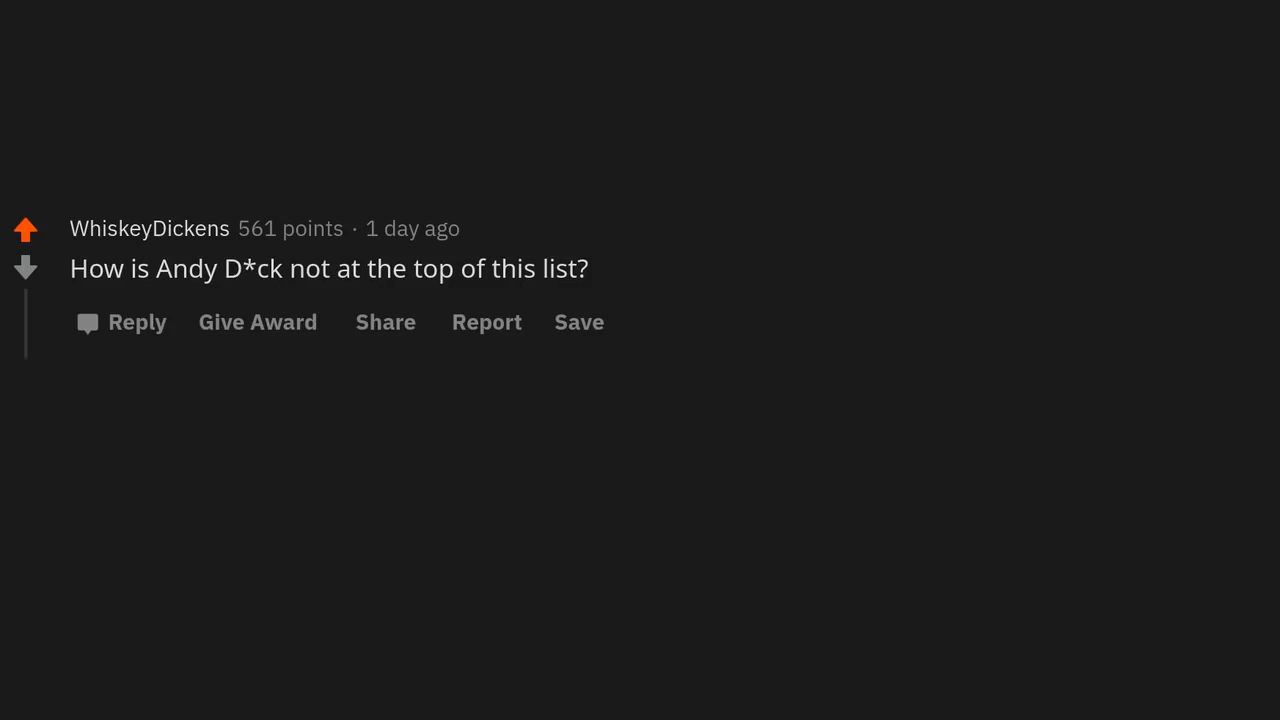 WhiskeyDickens 561 points · 1 day ago
How is Andy D*ck not at the top of this list?
Reply Give Award Share Report Save